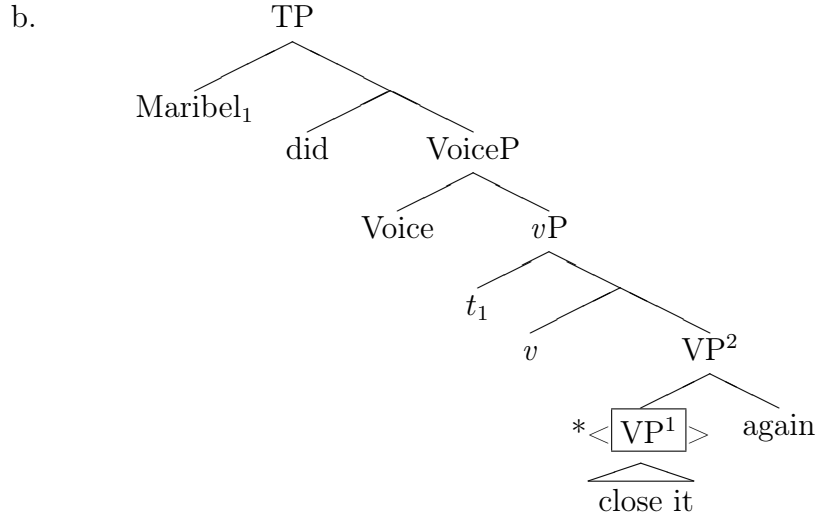 b.
TP
Maribel₁
did
VoiceP
Voice
vP
t₁
v
VP²
*< VP¹ >
again
close it